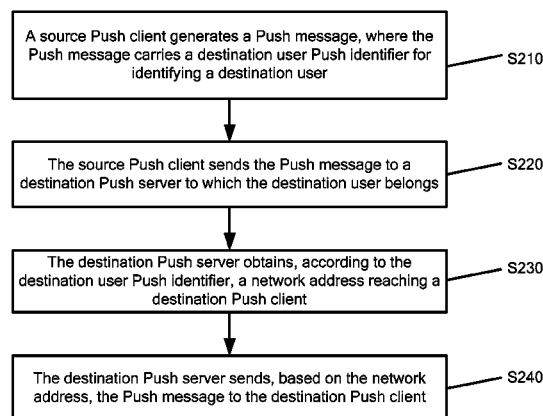 A source Push client generates a Push message, where the
Push message carries a destination user Push identifier for
identifying a destination user
S210
The source Push client sends the Push message to a
destination Push server to which the destination user belongs
S220
The destination Push server obtains, according to the
destination user Push identifier, a network address reaching a
destination Push client
S230
The destination Push server sends, based on the network
address, the Push message to the destination Push client
S240